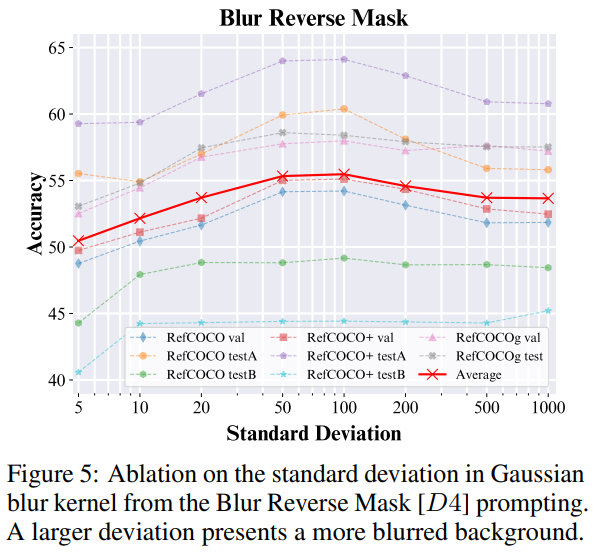 Blur Reverse Mask
65
60
55
50
45
40
Accuracy
RefCOCO val
RefCOCO testA
RefCOCO testB
RefCOCO+ val
RefCOCO+ testA
RefCOCO+ testB
RefCOCOg val
RefCOCOg test
Average
5 10 20 50 100 200 500 1000
Standard Deviation
Figure 5: Ablation on the standard deviation in Gaussian
blur kernel from the Blur Reverse Mask [D4] prompting.
A larger deviation presents a more blurred background.